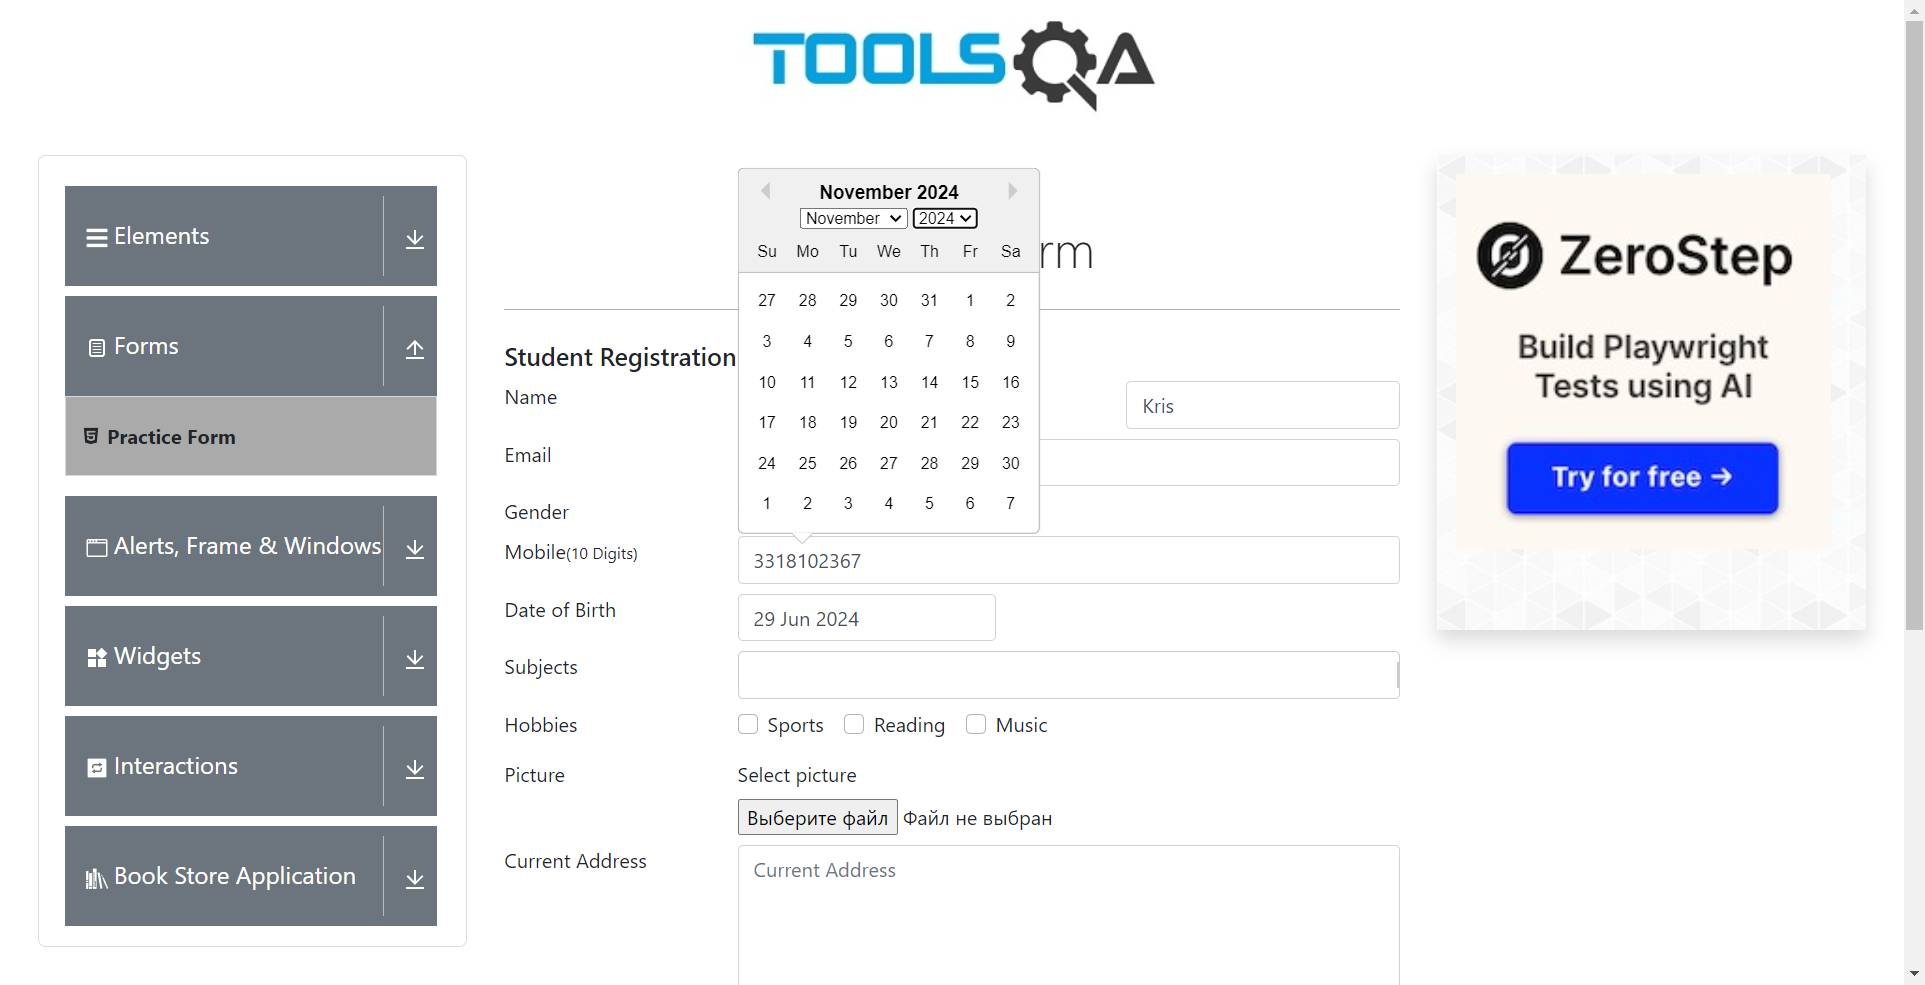 TOOLSQA
Elements
Forms
Practice Form
Alerts, Frame & Windows
Widgets
Interactions
Book Store Application
November 2024
November 2024
Su Mo Tu We Th Fr Sa
27 28 29 30 31 1 2
3 4 5 6 7 8 9
10 11 12 13 14 15 16
17 18 19 20 21 22 23
24 25 26 27 28 29 30
1 2 3 4 5 6 7
rm
Student Registration
Name Kris
Email
Gender
Mobile(10 Digits) 3318102367
Date of Birth 29 Jun 2024
Subjects
Hobbies Sports Reading Music
Picture Select picture
Выберите файл Файл не выбран
Current Address Current Address
ZeroStep
Build Playwright
Tests using AI
Try for free →